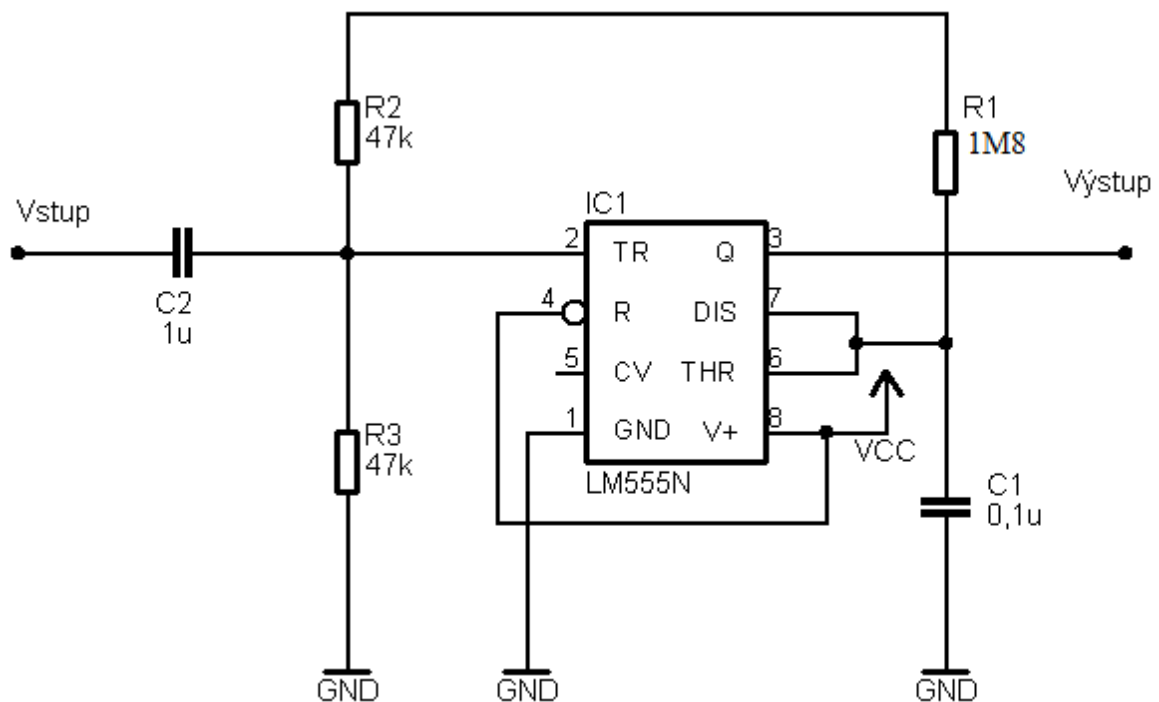 R2
47k
R1
1M8
Vstup
Výstup
IC1
2
TR
Q
3
C2
1u
4
R
DIS
7
5
CV
THR
6
1
GND
V+
8
VCC
R3
47k
LM555N
C1
0,1u
GND
GND
GND